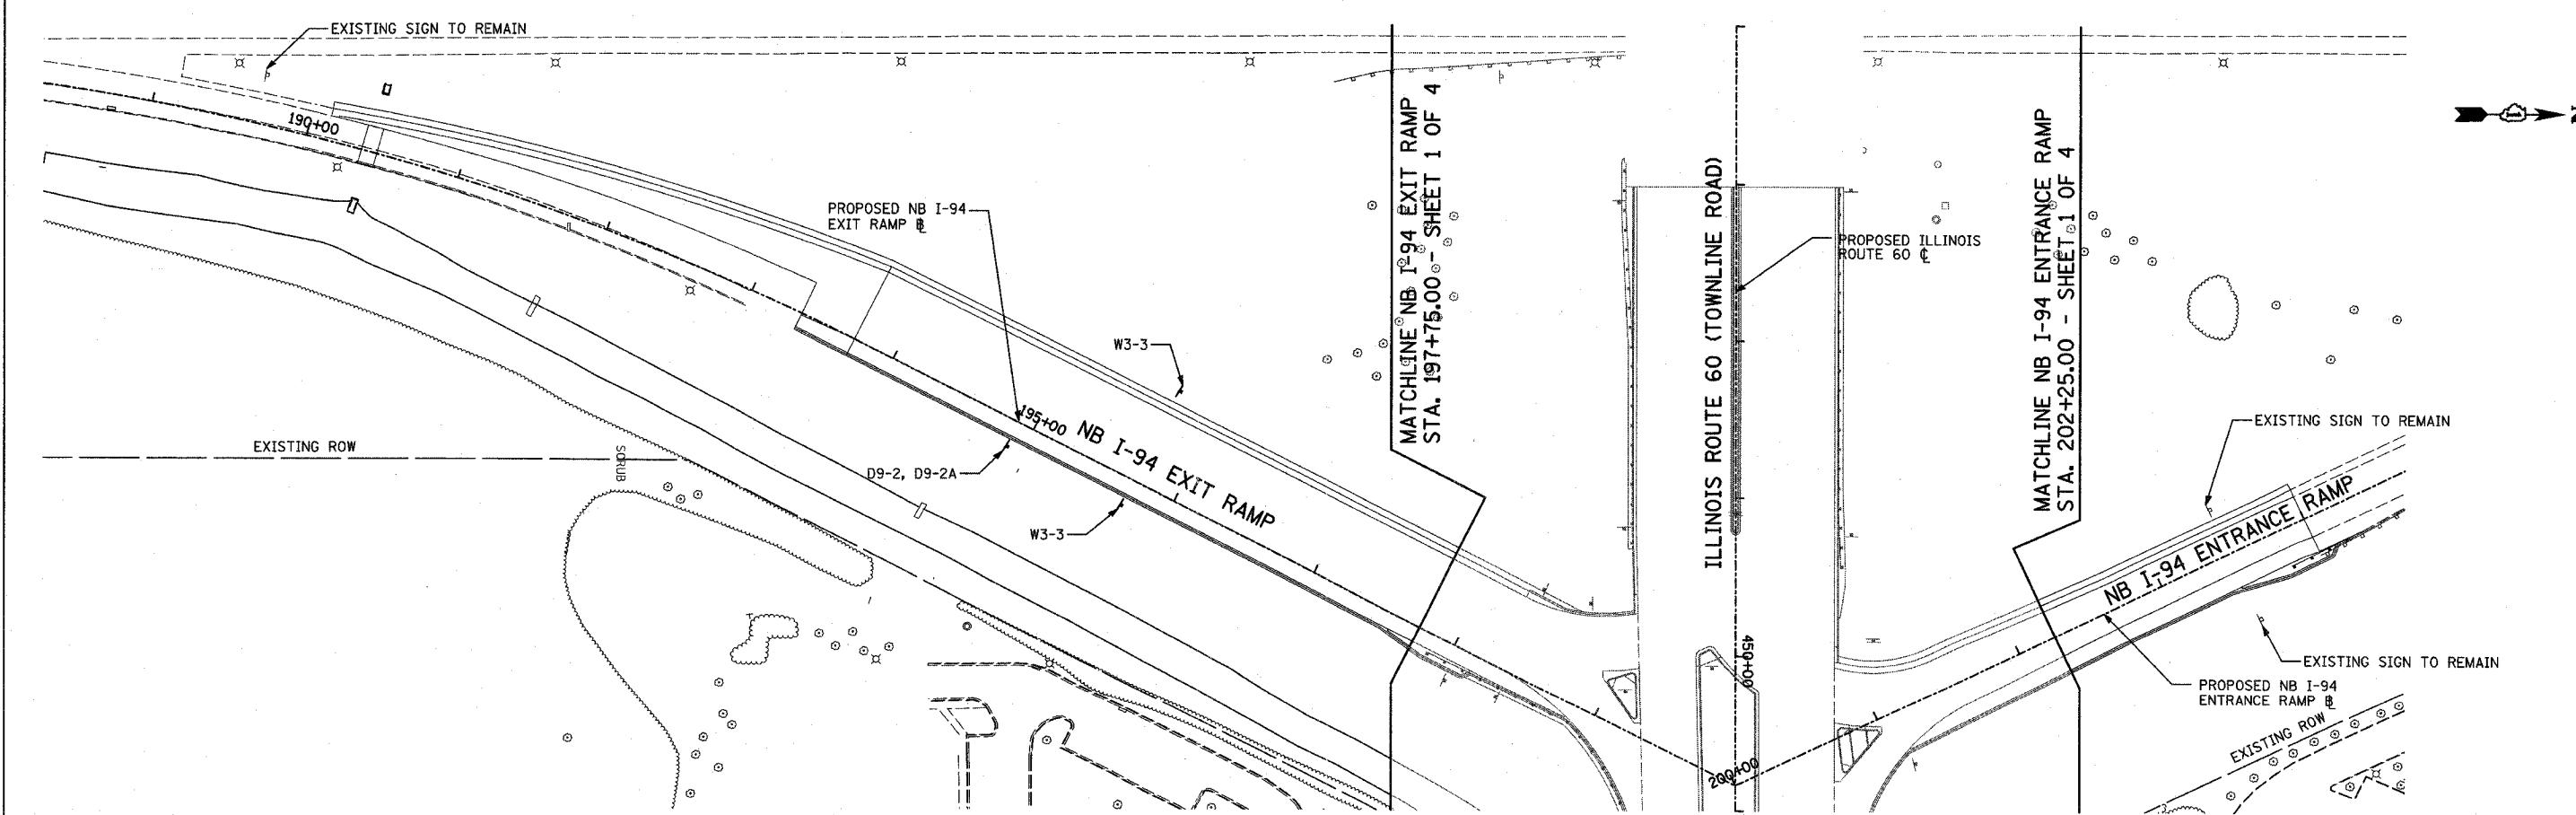 EXISTING SIGN TO REMAIN
190+00
PROPOSED NB I-94
EXIT RAMP ⅊
EXISTING ROW
SCRUB
W3-3
195+00
NB I-94 EXIT RAMP
D9-2, D9-2A
W3-3
MATCHLINE NB I-94 EXIT RAMP
STA. 197+75.00 - SHEET 1 OF 4
ILLINOIS ROUTE 60 (TOWNLINE ROAD)
PROPOSED ILLINOIS
ROUTE 60 ℄
450+00
200+00
MATCHLINE NB I-94 ENTRANCE RAMP
STA. 202+25.00 - SHEET 1 OF 4
EXISTING SIGN TO REMAIN
NB I-94 ENTRANCE RAMP
EXISTING SIGN TO REMAIN
PROPOSED NB I-94
ENTRANCE RAMP
EXISTING ROW